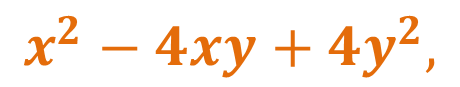 x² − 4xy + 4y²,